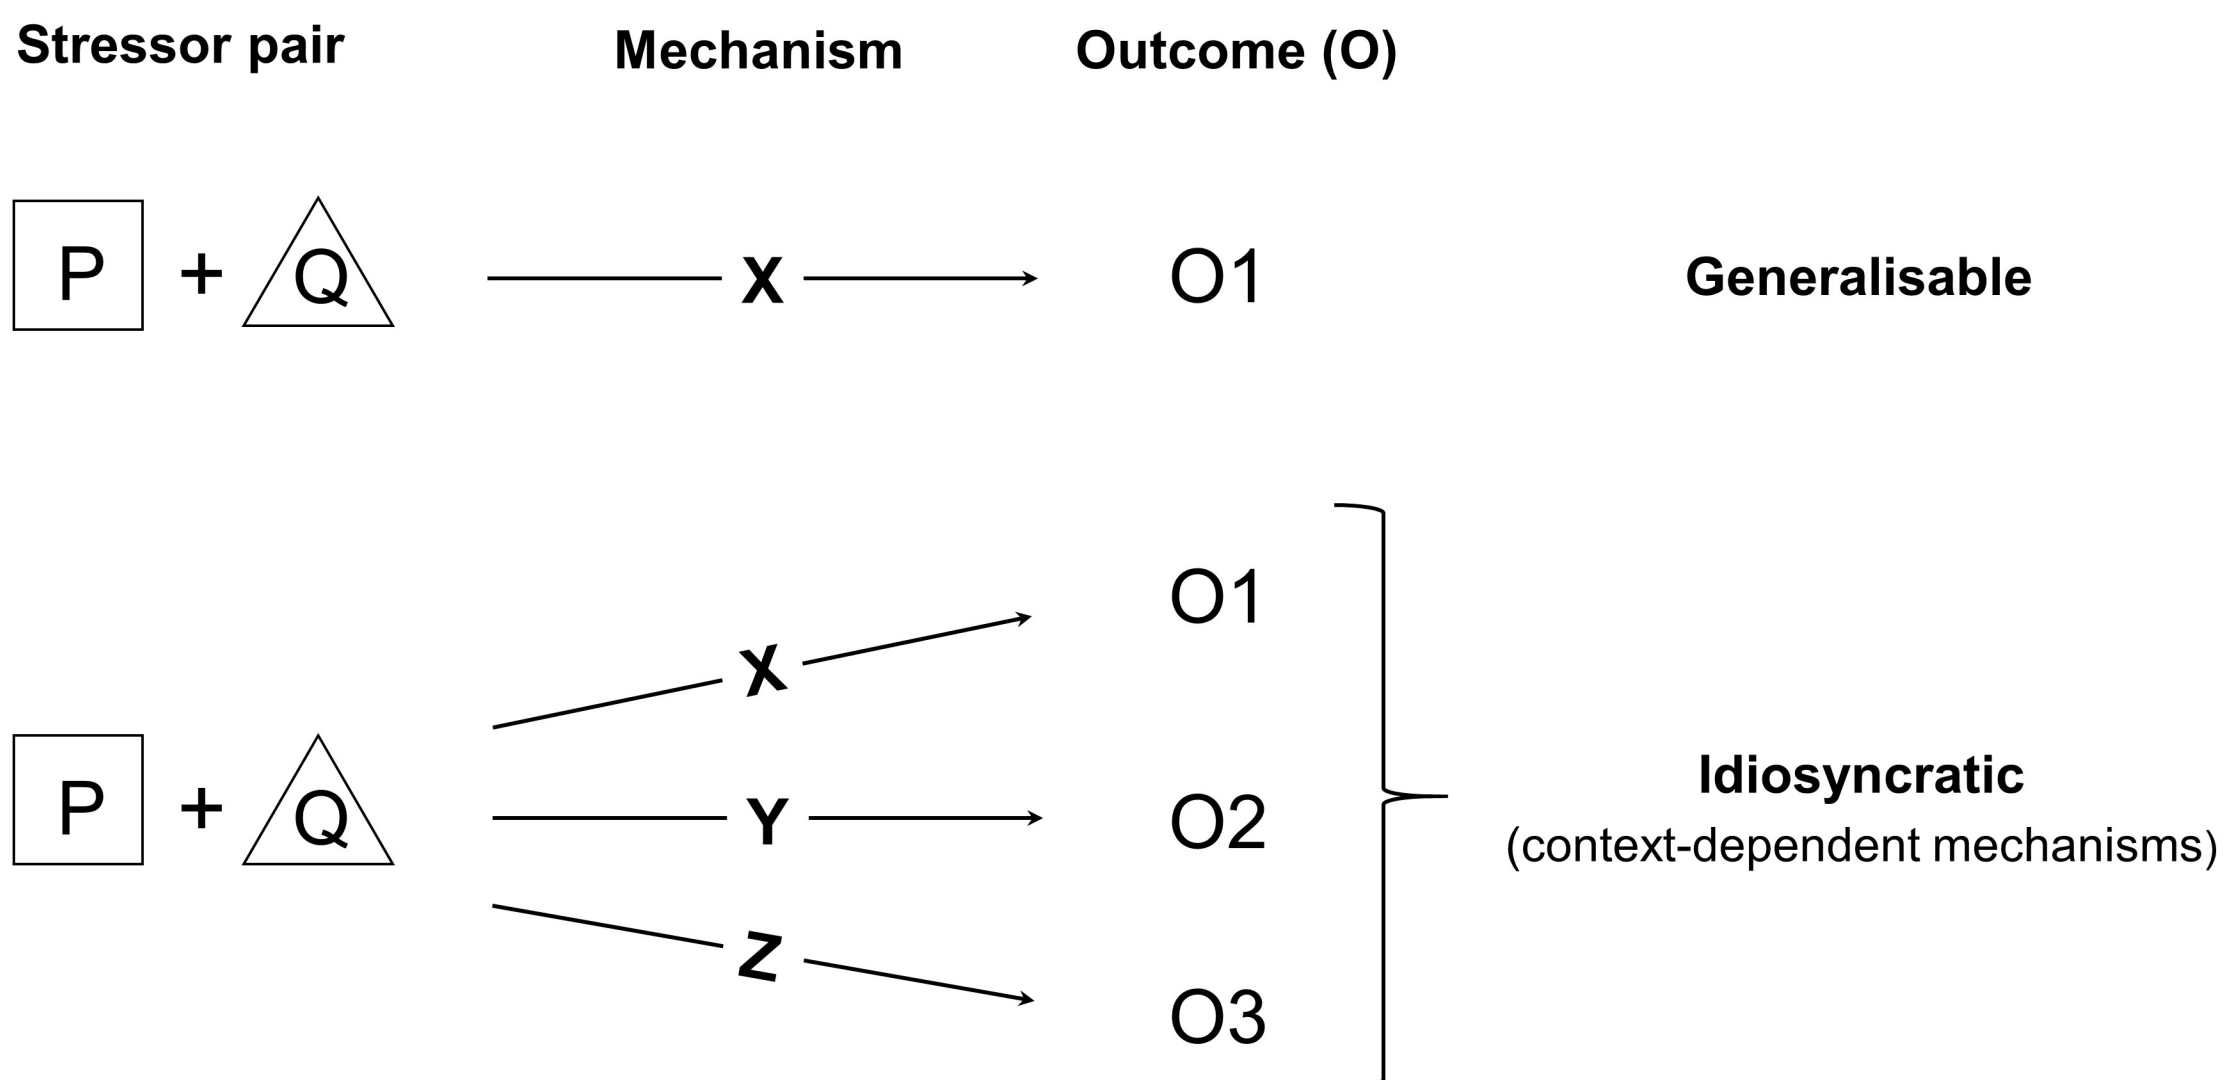 Stressor pair Mechanism Outcome (O)
P + Q X O1 Generalisable
O1
X
P + Q Y O2 Idiosyncratic
(context-dependent mechanisms)
Z
O3